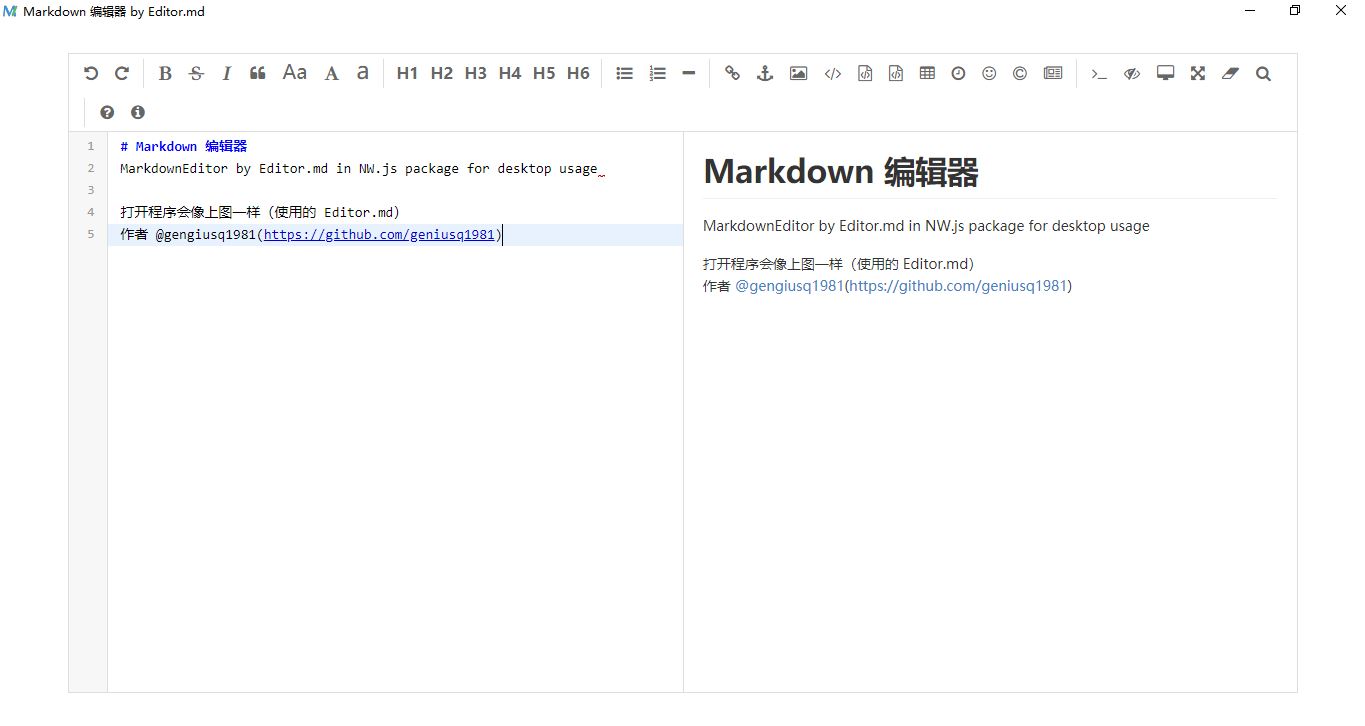 Markdown 编辑器 by Editor.md
B S I Aa A a H1 H2 H3 H4 H5 H6
1 # Markdown 编辑器
2 MarkdownEditor by Editor.md in NW.js package for desktop usage
3
4 打开程序会像上图一样（使用的 Editor.md）
5 作者 @gengiusq1981(https://github.com/geniusq1981)
Markdown 编辑器
MarkdownEditor by Editor.md in NW.js package for desktop usage
打开程序会像上图一样（使用的 Editor.md）
作者 @gengiusq1981(https://github.com/geniusq1981)